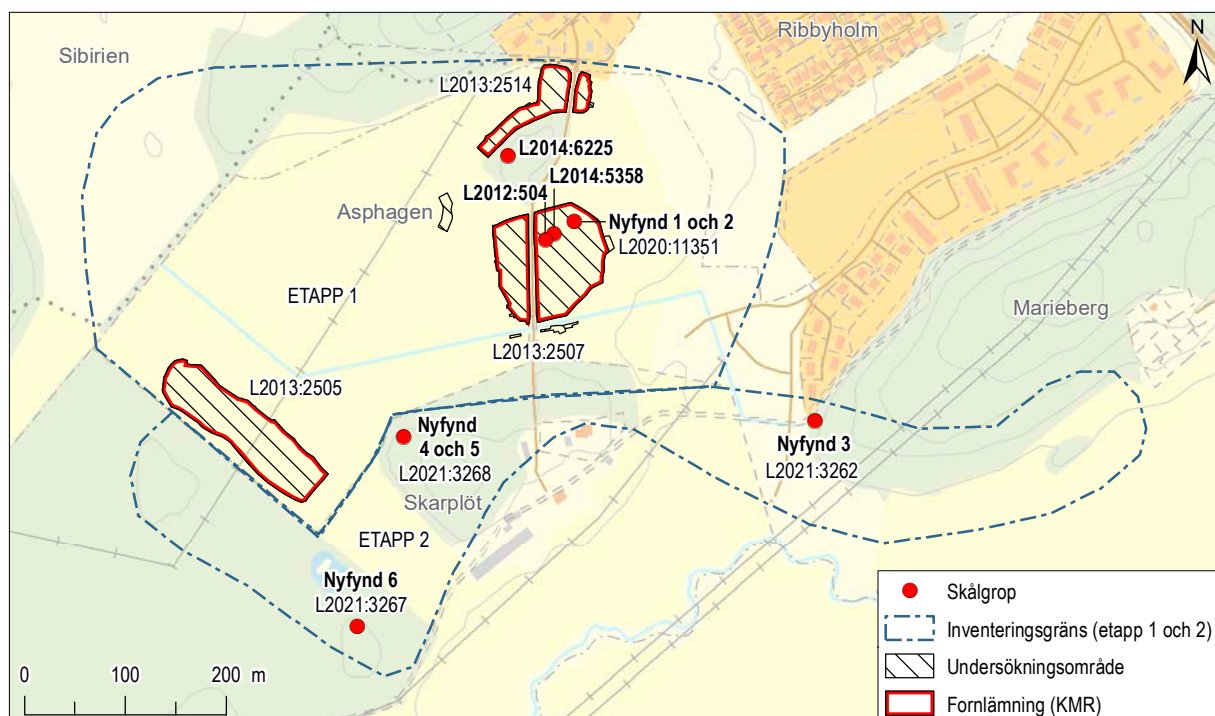 Ribbyholm
N
Sibirien
L2013:2514
L2014:6225
L2014:5358
L2012:504
Asphagen
Nyfynd 1 och 2
L2020:11351
ETAPP 1
Marieberg
L2013:2507
L2013:2505
Nyfynd
4 och 5
L2021:3268
Nyfynd 3
L2021:3262
Skarplöt
ETAPP 2
Nyfynd 6
L2021:3267
Skålgrop
Inventeringsgräns (etapp 1 och 2)
Undersökningsområde
Fornlämning (KMR)
0 100 200 m